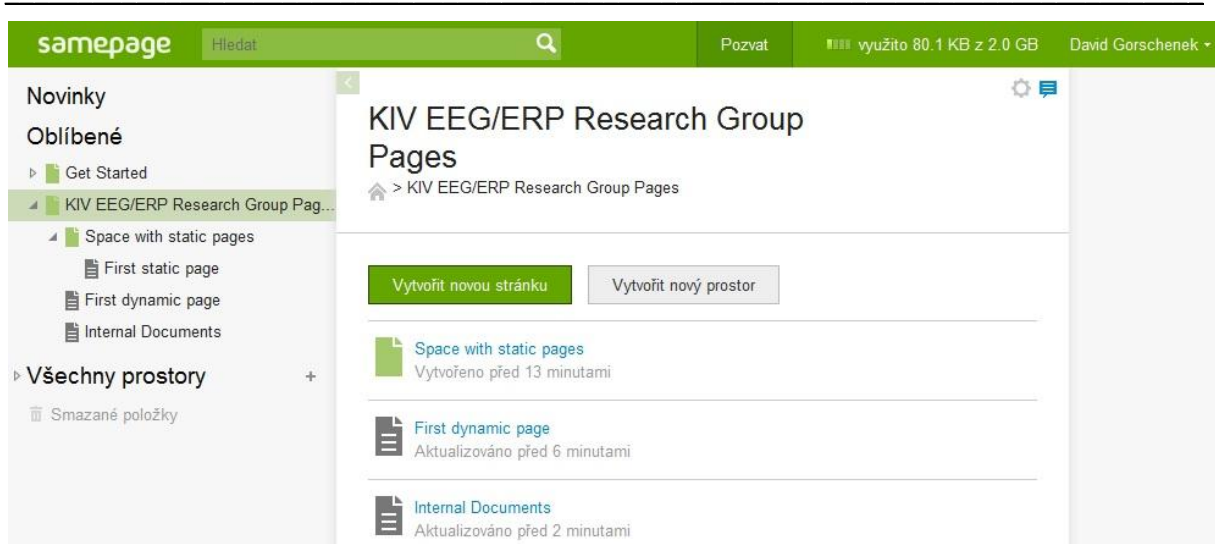 samepage
Hledat
Pozvat
využito 80.1 KB z 2.0 GB
David Gorschenek
Novinky
Oblíbené
Get Started
KIV EEG/ERP Research Group Pag...
Space with static pages
First static page
First dynamic page
Internal Documents
Všechny prostory +
Smazané položky
KIV EEG/ERP Research Group
Pages
> KIV EEG/ERP Research Group Pages
Vytvořit novou stránku
Vytvořit nový prostor
Space with static pages
Vytvořeno před 13 minutami
First dynamic page
Aktualizováno před 6 minutami
Internal Documents
Aktualizováno před 2 minutami